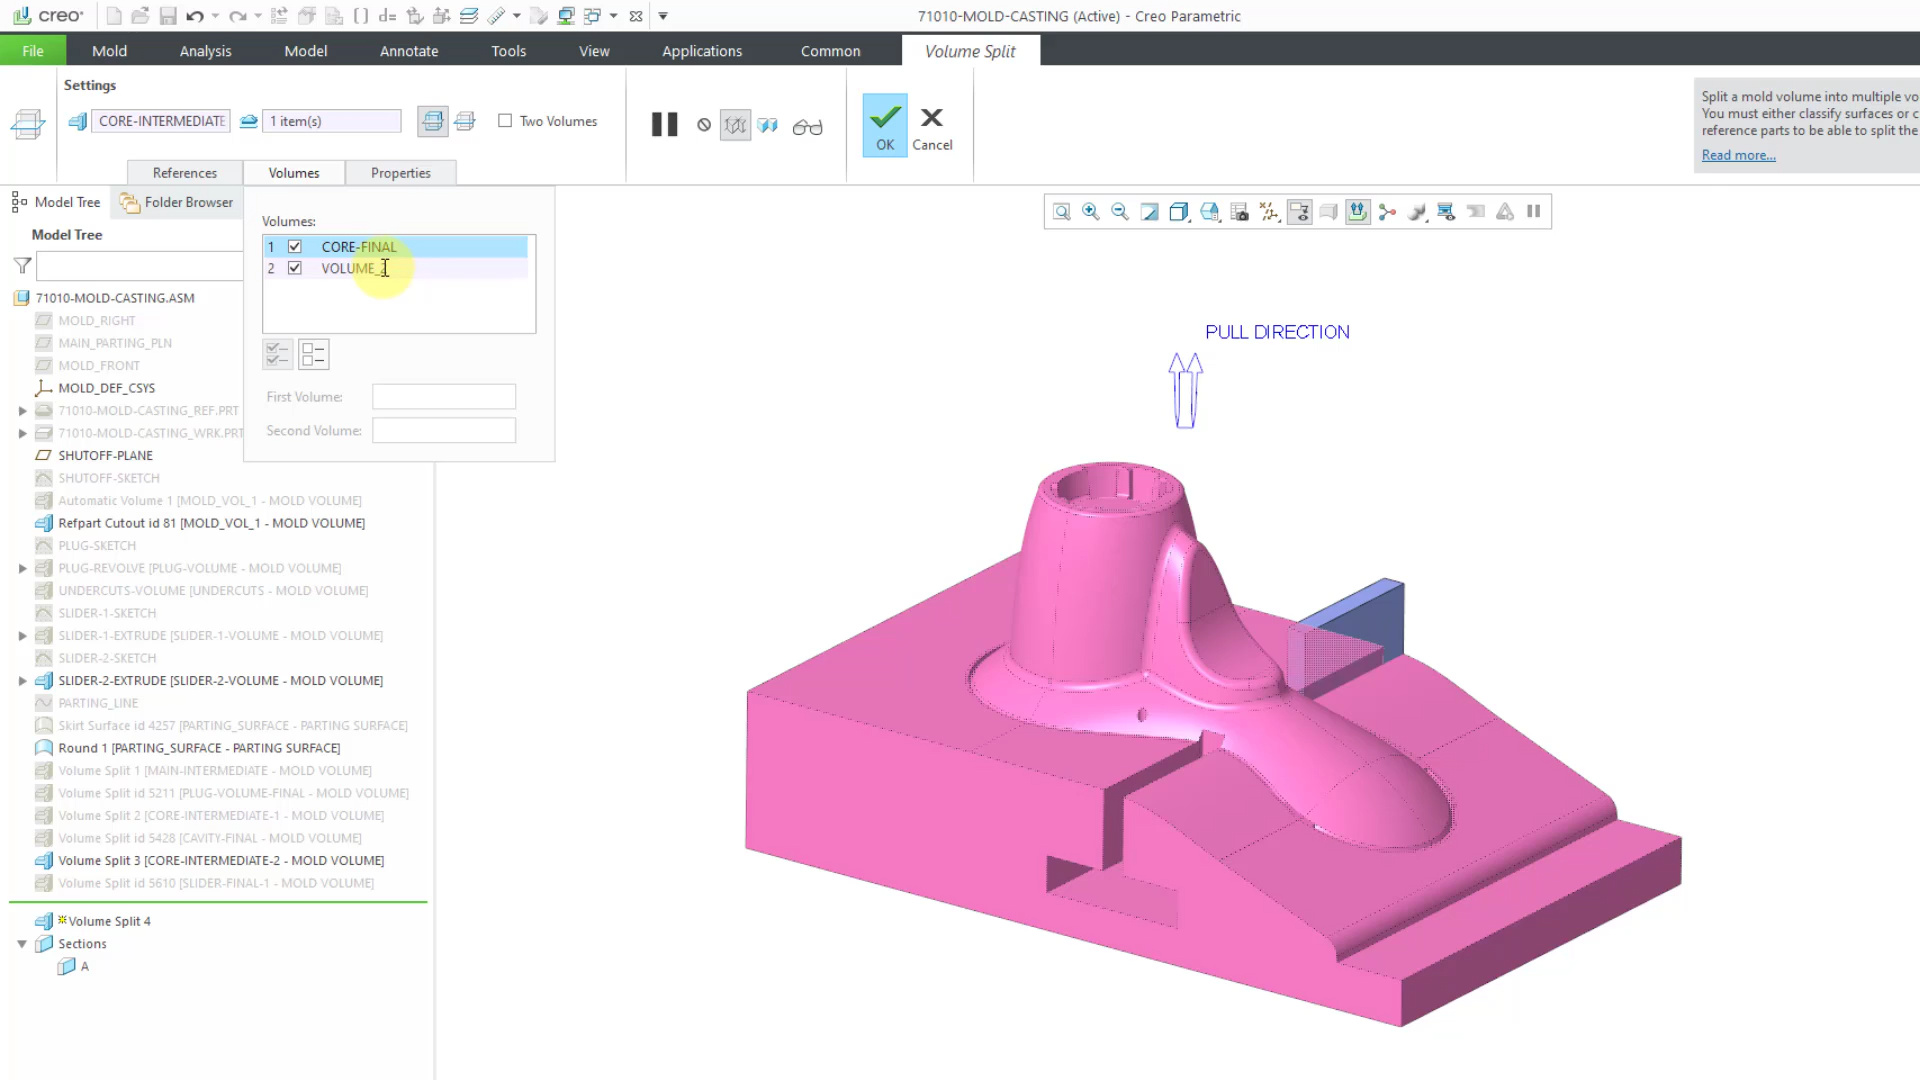 creo®
71010-MOLD-CASTING (Active) - Creo Parametric
File
Mold
Analysis
Model
Annotate
Tools
View
Applications
Common
Volume Split
Settings
CORE-INTERMEDIATE
1 item(s)
Two Volumes
OK
Cancel
Split a mold volume into multiple vo
You must either classify surfaces or c
reference parts to be able to split the
Read more...
References
Volumes
Properties
Model Tree
Folder Browser
Model Tree
Volumes:
1 CORE-FINAL
2 VOLUME_2
First Volume:
Second Volume:
71010-MOLD-CASTING.ASM
MOLD_RIGHT
MAIN_PARTING_PLN
MOLD_FRONT
MOLD_DEF_CSYS
71010-MOLD-CASTING_REF.PRT
71010-MOLD-CASTING_WRK.PRT
SHUTOFF-PLANE
SHUTOFF-SKETCH
Automatic Volume 1 [MOLD_VOL_1 - MOLD VOLUME]
Refpart Cutout id 81 [MOLD_VOL_1 - MOLD VOLUME]
PLUG-SKETCH
PLUG-REVOLVE [PLUG-VOLUME - MOLD VOLUME]
UNDERCUTS-VOLUME [UNDERCUTS - MOLD VOLUME]
SLIDER-1-SKETCH
SLIDER-1-EXTRUDE [SLIDER-1-VOLUME - MOLD VOLUME]
SLIDER-2-SKETCH
SLIDER-2-EXTRUDE [SLIDER-2-VOLUME - MOLD VOLUME]
PARTING_LINE
Skirt Surface id 4257 [PARTING_SURFACE - PARTING SURFACE]
Round 1 [PARTING_SURFACE - PARTING SURFACE]
Volume Split 1 [MAIN-INTERMEDIATE - MOLD VOLUME]
Volume Split id 5211 [PLUG-VOLUME-FINAL - MOLD VOLUME]
Volume Split 2 [CORE-INTERMEDIATE-1 - MOLD VOLUME]
Volume Split id 5428 [CAVITY-FINAL - MOLD VOLUME]
Volume Split 3 [CORE-INTERMEDIATE-2 - MOLD VOLUME]
Volume Split id 5610 [SLIDER-FINAL-1 - MOLD VOLUME]
Volume Split 4
Sections
A
PULL DIRECTION